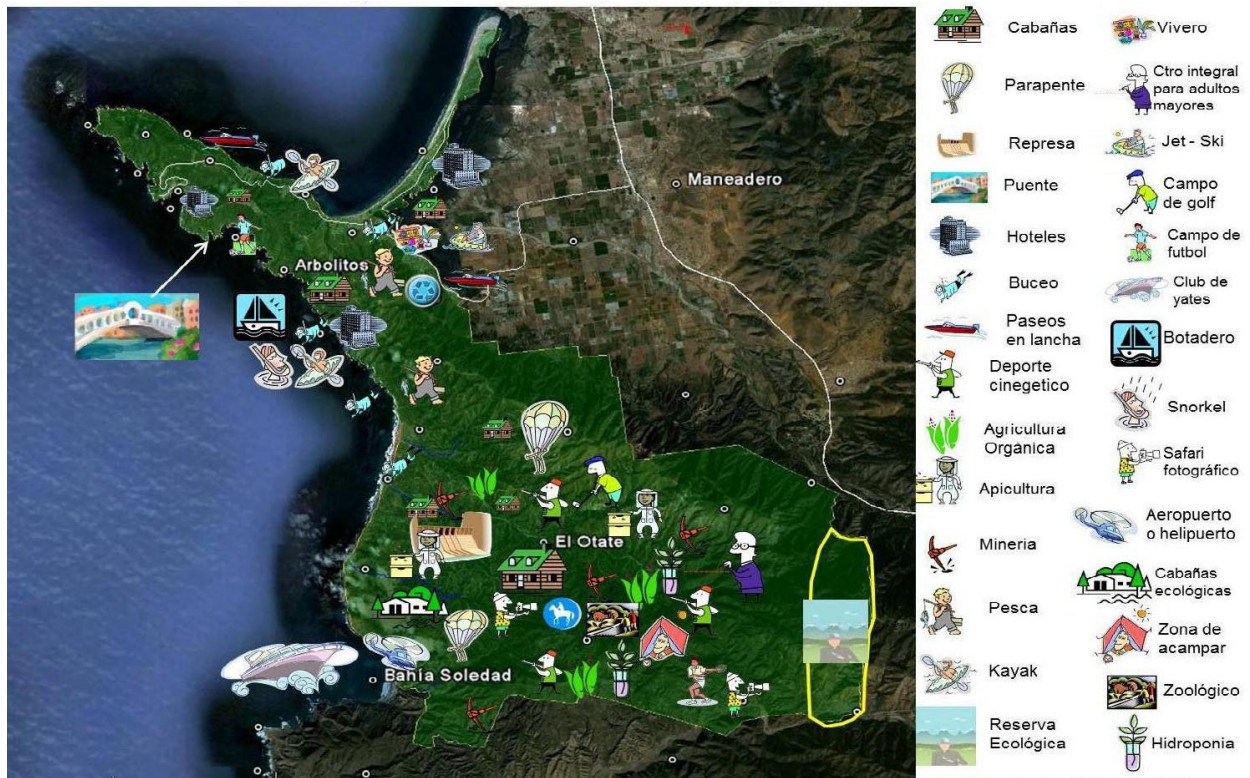 Maneadero
Arbolitos
El Otate
Bahía Soledad
Cabañas
Parapente
Represa
Puente
Hoteles
Buceo
Paseos
en lancha
Deporte
cinegetico
Agricultura
Orgánica
Apicultura
Mineria
Pesca
Kayak
Reserva
Ecológica
Vivero
Ctro integral
para adultos
mayores
Jet - Ski
Campo
de golf
Campo de
futbol
Club de
yates
Botadero
Snorkel
Safari
fotográfico
Aeropuerto
o helipuerto
Cabañas
ecológicas
Zona de
acampar
Zoológico
Hidroponia